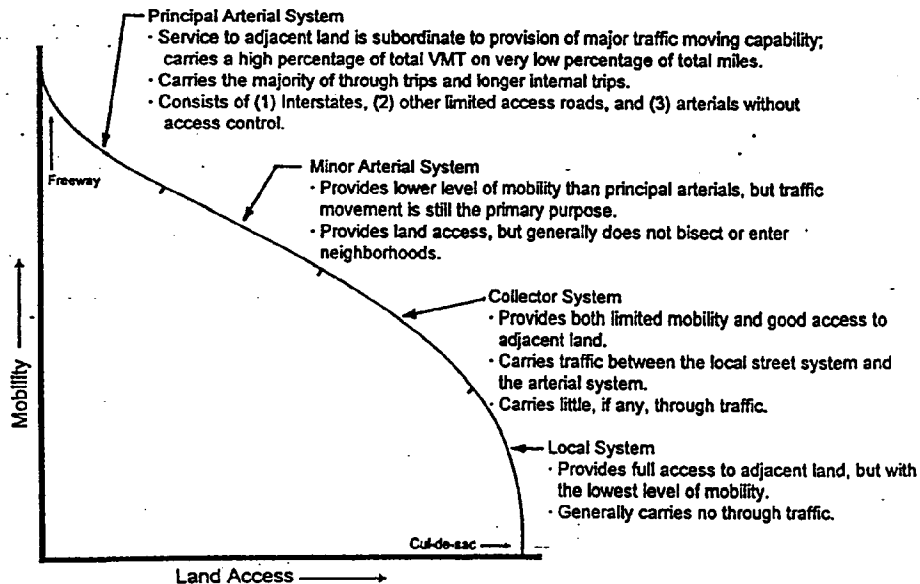 Principal Arterial System
· Service to adjacent land is subordinate to provision of major traffic moving capability;
carries a high percentage of total VMT on very low percentage of total miles.
· Carries the majority of through trips and longer internal trips.
· Consists of (1) Interstates, (2) other limited access roads, and (3) arterials without
access control.
Freeway
Minor Arterial System
· Provides lower level of mobility than principal arterials, but traffic
movement is still the primary purpose.
· Provides land access, but generally does not bisect or enter
neighborhoods.
Collector System
· Provides both limited mobility and good access to
adjacent land.
· Carries traffic between the local street system and
the arterial system.
· Carries little, if any, through traffic.
Mobility
Local System
· Provides full access to adjacent land, but with
the lowest level of mobility.
· Generally carries no through traffic.
Cul-de-sac
Land Access